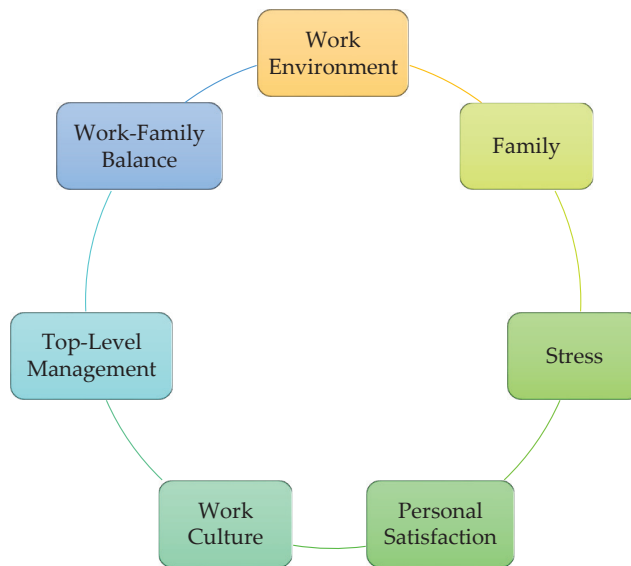 Work
Environment
Family
Stress
Personal
Satisfaction
Work
Culture
Top-Level
Management
Work-Family
Balance